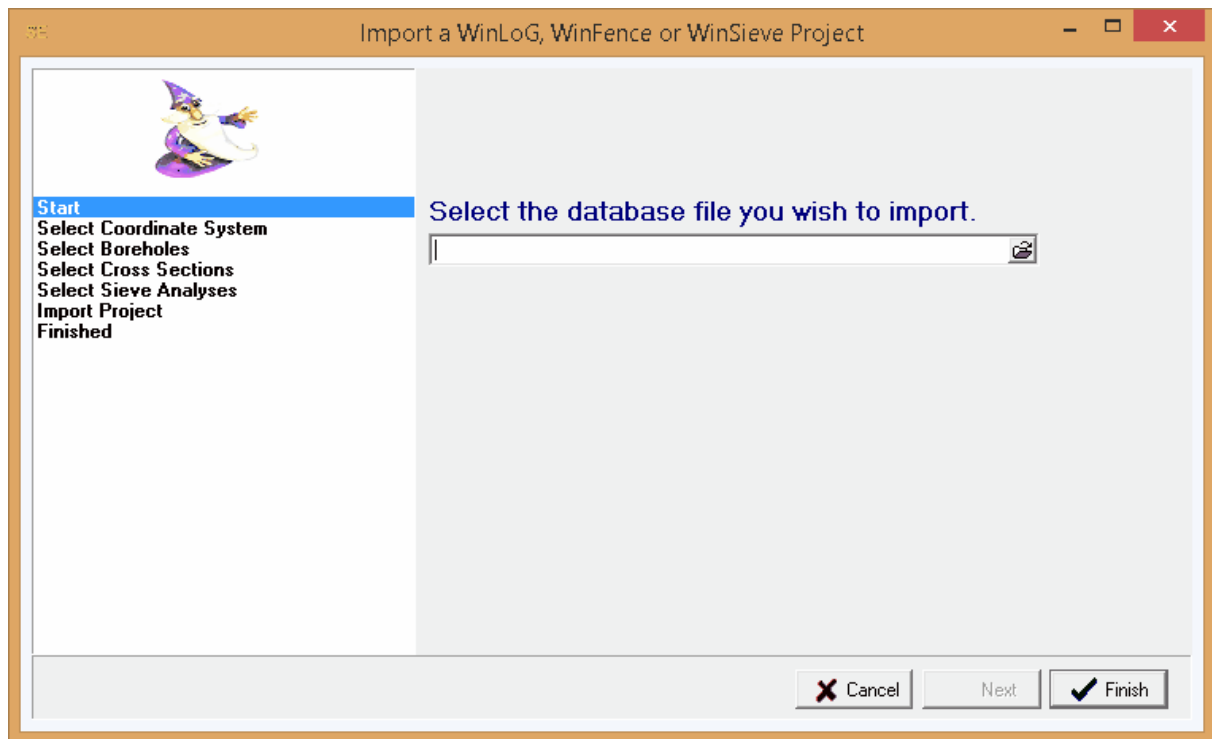 Import a WinLoG, WinFence or WinSieve Project
Start
Select Coordinate System
Select Boreholes
Select Cross Sections
Select Sieve Analyses
Import Project
Finished
Select the database file you wish to import.
Cancel
Next
Finish